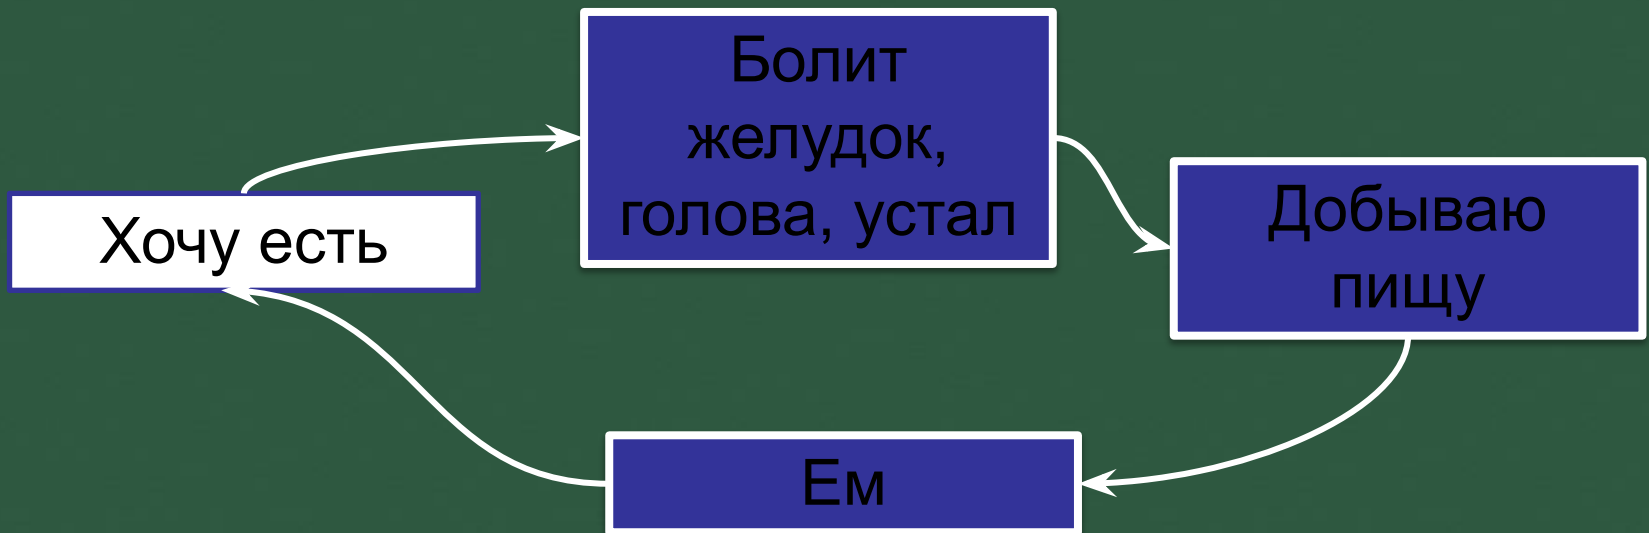 Болит
желудок,
голова, устал
Хочу есть
Добываю
пищу
Ем